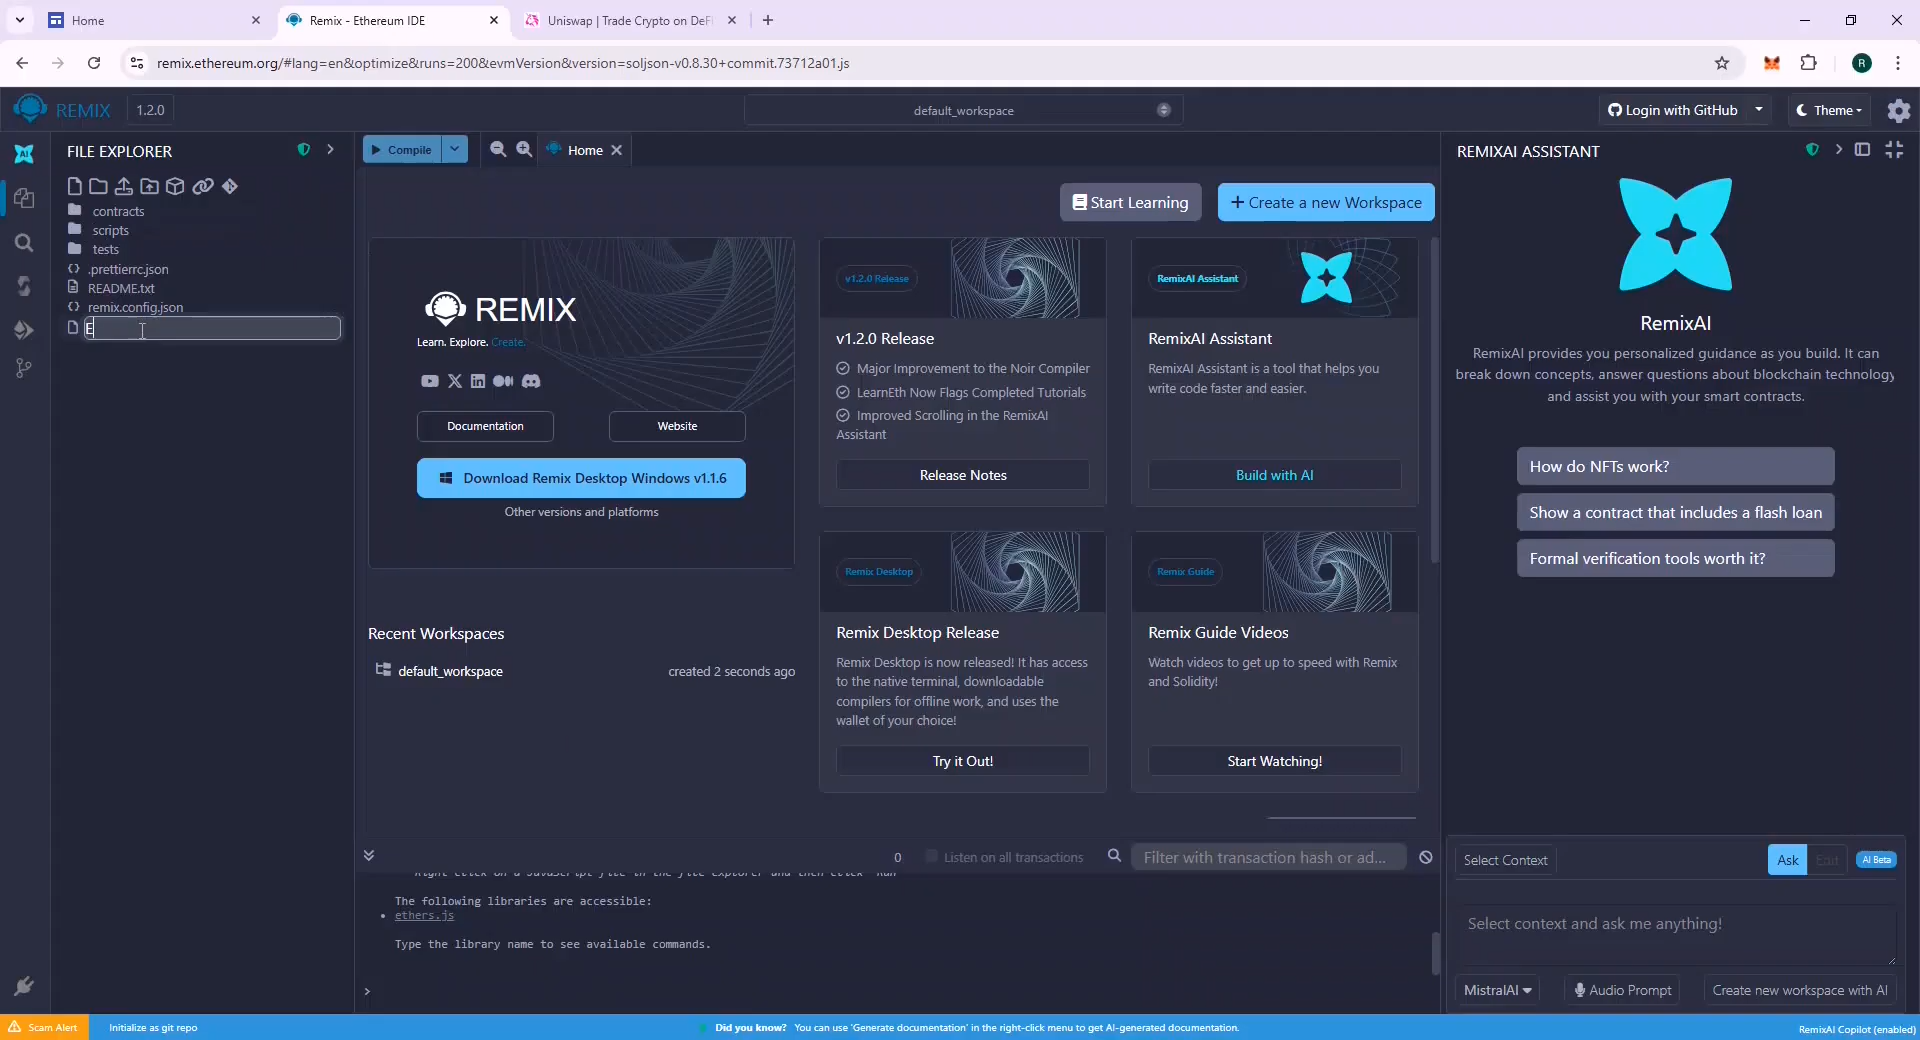 Home
Remix - Ethereum IDE
Uniswap | Trade Crypto on DeFi
remix.ethereum.org/#lang=en&optimize&runs=200&evmVersion&version=soljson-v0.8.30+commit.73712a01.js
R
REMIX
1.2.0
default_workspace
Login with GitHub
Theme
AI
FILE EXPLORER
contracts
scripts
tests
.prettierrc.json
README.txt
remix.config.json
E
Compile
Home
Start Learning
+ Create a new Workspace
REMIX
Learn. Explore. Create.
Documentation
Website
Download Remix Desktop Windows v1.1.6
Other versions and platforms
Recent Workspaces
default_workspace
created 2 seconds ago
v1.2.0 Release
v1.2.0 Release
Major Improvement to the Noir Compiler
LearnEth Now Flags Completed Tutorials
Improved Scrolling in the RemixAI
Assistant
Release Notes
RemixAI Assistant
RemixAI Assistant
RemixAI Assistant is a tool that helps you
write code faster and easier.
Build with AI
Remix Desktop
Remix Desktop Release
Remix Desktop is now released! It has access
to the native terminal, downloadable
compilers for offline work, and uses the
wallet of your choice!
Try it Out!
Remix Guide
Remix Guide Videos
Watch videos to get up to speed with Remix
and Solidity!
Start Watching!
0
Listen on all transactions
Filter with transaction hash or ad...
Right click on a JavaScript file in the file explorer and then click 'Run'
The following libraries are accessible:
• ethers.js
Type the library name to see available commands.
>
REMIXAI ASSISTANT
RemixAI
RemixAI provides you personalized guidance as you build. It can
break down concepts, answer questions about blockchain technology
and assist you with your smart contracts.
How do NFTs work?
Show a contract that includes a flash loan
Formal verification tools worth it?
Select Context
Ask
Edit
AI Beta
Select context and ask me anything!
MistralAI
Audio Prompt
Create new workspace with AI
Scam Alert
Initialize as git repo
Did you know? You can use 'Generate documentation' in the right-click menu to get AI-generated documentation.
RemixAI Copilot (enabled)